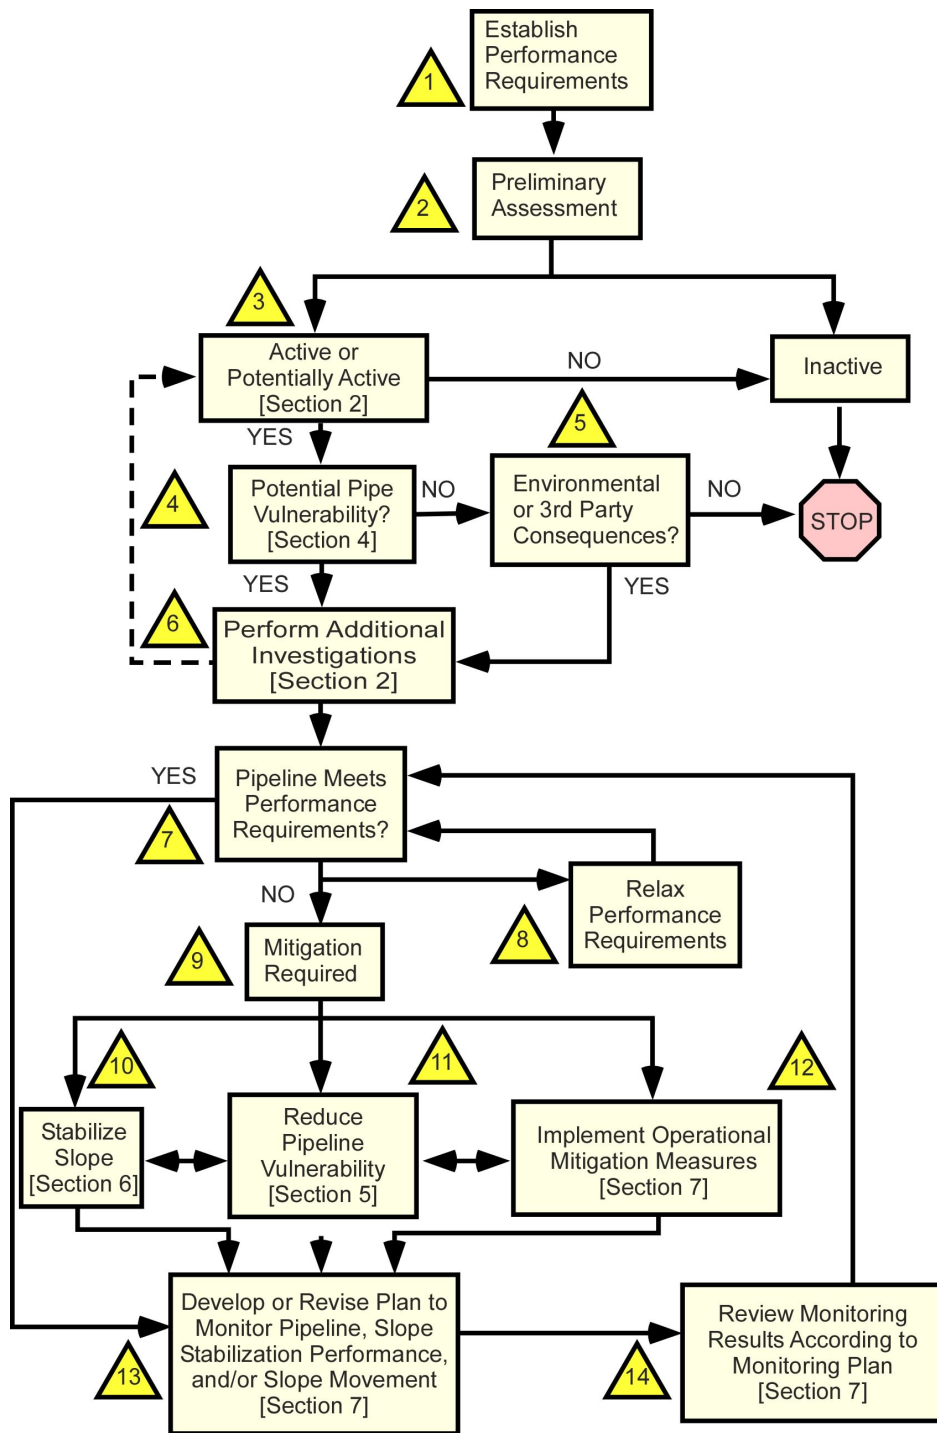 Establish
Performance
Requirements
1
Preliminary
Assessment
2
3
Active or
Potentially Active
[Section 2]
NO
Inactive
5
YES
4
Potential Pipe
Vulnerability?
[Section 4]
NO
Environmental
or 3rd Party
Consequences?
NO
STOP
YES
YES
6
Perform Additional
Investigations
[Section 2]
YES
Pipeline Meets
Performance
Requirements?
7
NO
Relax
Performance
Requirements
8
9
Mitigation
Required
10
11
12
Stabilize
Slope
[Section 6]
Reduce
Pipeline
Vulnerability
[Section 5]
Implement Operational
Mitigation Measures
[Section 7]
Develop or Revise Plan to
Monitor Pipeline, Slope
Stabilization Performance,
and/or Slope Movement
[Section 7]
13
14
Review Monitoring
Results According to
Monitoring Plan
[Section 7]